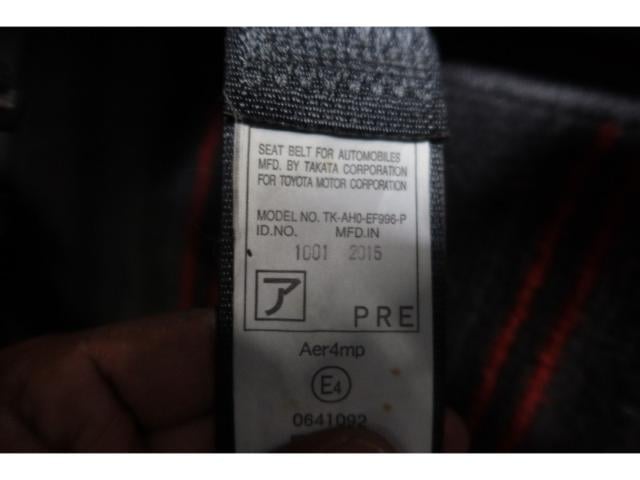 SEAT BELT FOR AUTOMOBILES
MFD. BY TAKATA CORPORATION
FOR TOYOTA MOTOR CORPORATION
MODEL NO. TK-AH0-EF996-P
ID.NO. MFD.IN
1001 2015
ア PRE
Aer4mp
E4
0641092